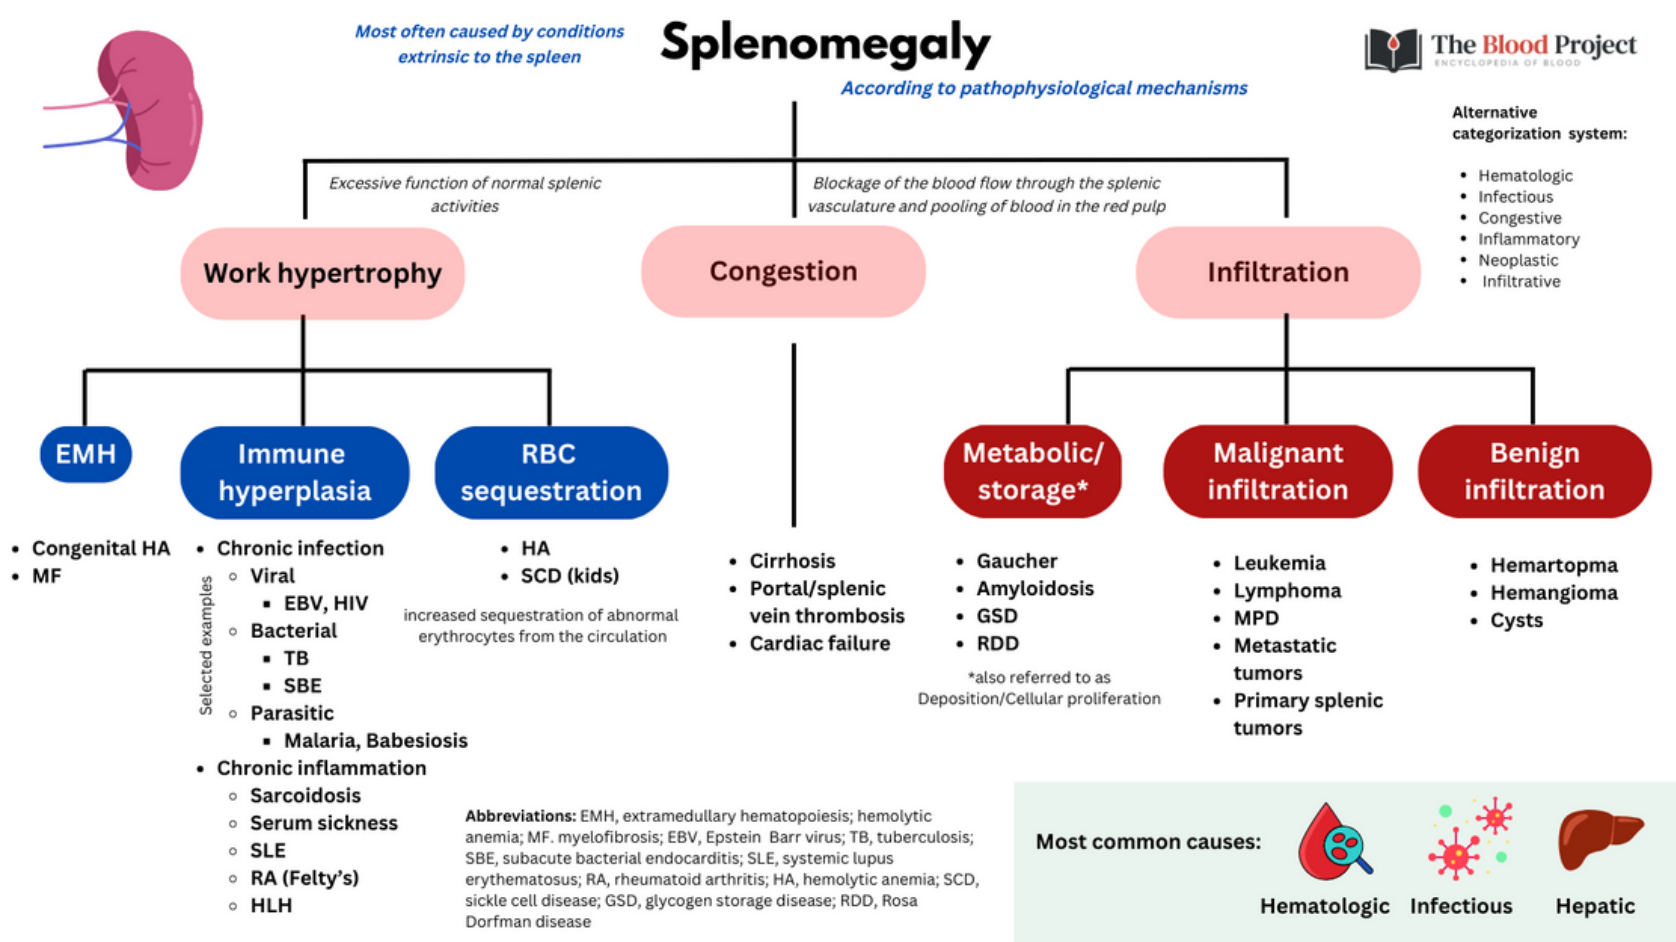 Most often caused by conditions
extrinsic to the spleen
Splenomegaly
According to pathophysiological mechanisms
The Blood Project
ENCYCLOPEDIA OF BLOOD
Alternative
categorization system:
• Hematologic
• Infectious
• Congestive
• Inflammatory
• Neoplastic
• Infiltrative
Excessive function of normal splenic
activities
Blockage of the blood flow through the splenic
vasculature and pooling of blood in the red pulp
Work hypertrophy
Congestion
Infiltration
EMH
Immune
hyperplasia
RBC
sequestration
Metabolic/
storage*
Malignant
infiltration
Benign
infiltration
• Congenital HA
• MF
Selected examples
• Chronic infection
○ Viral
▪ EBV, HIV
○ Bacterial
▪ TB
▪ SBE
○ Parasitic
▪ Malaria, Babesiosis
• Chronic inflammation
○ Sarcoidosis
○ Serum sickness
○ SLE
○ RA (Felty's)
○ HLH
• HA
• SCD (kids)
increased sequestration of abnormal
erythrocytes from the circulation
• Cirrhosis
• Portal/splenic
vein thrombosis
• Cardiac failure
• Gaucher
• Amyloidosis
• GSD
• RDD
*also referred to as
Deposition/Cellular proliferation
• Leukemia
• Lymphoma
• MPD
• Metastatic
tumors
• Primary splenic
tumors
• Hemartopma
• Hemangioma
• Cysts
Abbreviations: EMH, extramedullary hematopoiesis; hemolytic
anemia; MF. myelofibrosis; EBV, Epstein Barr virus; TB, tuberculosis;
SBE, subacute bacterial endocarditis; SLE, systemic lupus
erythematosus; RA, rheumatoid arthritis; HA, hemolytic anemia; SCD,
sickle cell disease; GSD, glycogen storage disease; RDD, Rosa
Dorfman disease
Most common causes:
Hematologic
Infectious
Hepatic